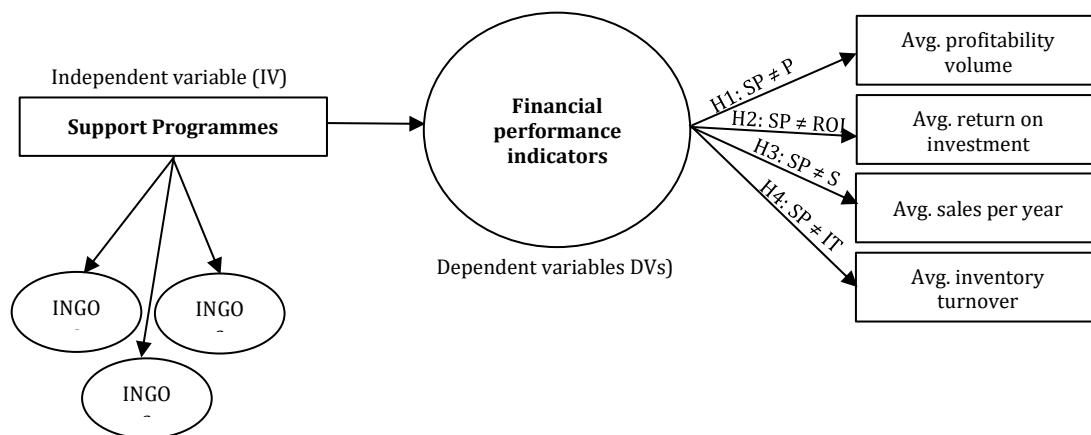 Independent variable (IV)
Support Programmes
INGO
INGO
INGO
Financial
performance
indicators
Dependent variables DVs)
H1: SP ≠ P
H2: SP ≠ ROI
H3: SP ≠ S
H4: SP ≠ IT
Avg. profitability
volume
Avg. return on
investment
Avg. sales per year
Avg. inventory
turnover